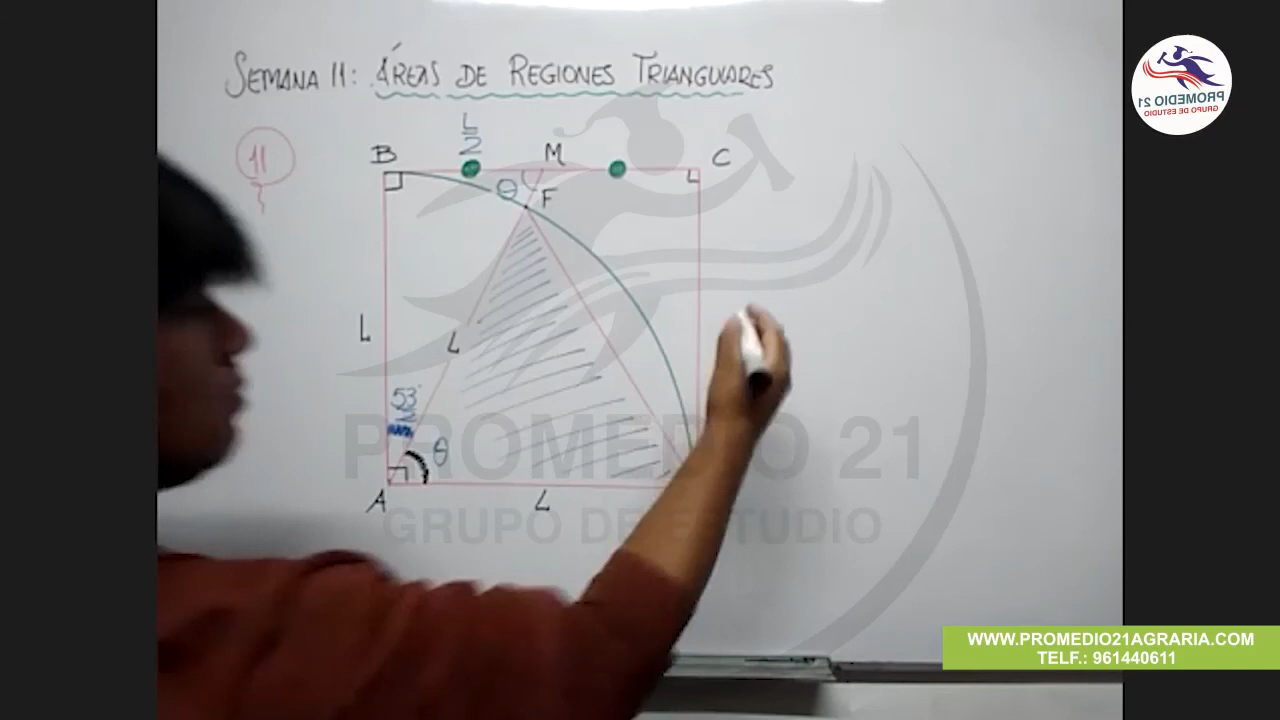 SEMANA 11: ÁREAS DE REGIONES TRIANGULARES
11
L
2
B
M
C
θ
F
L
L
53°
θ
A
L
PROMEDIO 21
GRUPO DE ESTUDIO
PROMEDIO 21
GRUPO DE ESTUDIO
WWW.PROMEDIO21AGRARIA.COM
TELF.: 961440611